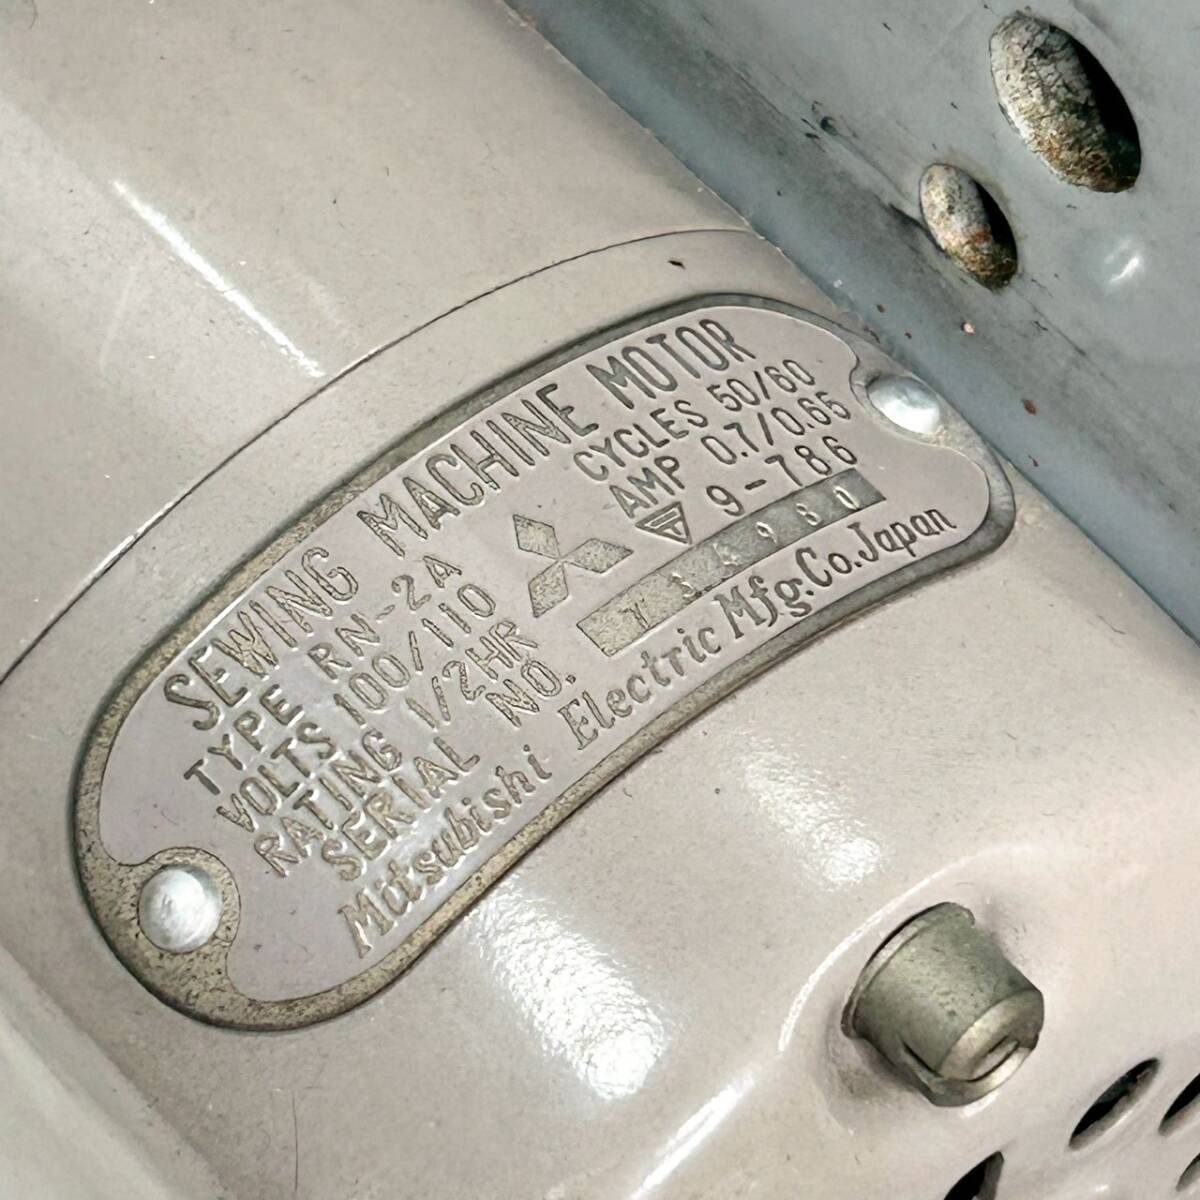 SEWING MACHINE MOTOR
TYPE RN-2A CYCLES 50/60
VOLTS 100/110 AMP 0.7/0.65
RATING 1/2HR 9-786
SERIAL NO. 734980
Mitsubishi Electric Mfg.Co.Japan